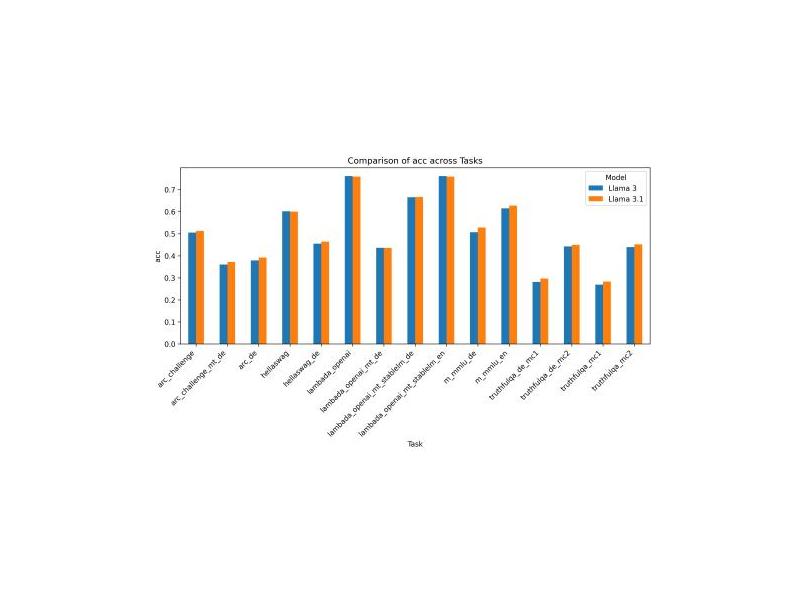 Comparison of acc across Tasks
Model
Llama 3
Llama 3.1
acc
0.7
0.6
0.5
0.4
0.3
0.2
0.1
0.0
arc_challenge
arc_challenge_mt_de
arc_de
hellaswag
hellaswag_de
lambada_openai
lambada_openai_mt_de
lambada_openai_mt_stablelm_de
lambada_openai_mt_stablelm_en
m_mmlu_de
m_mmlu_en
truthfulqa_de_mc1
truthfulqa_de_mc2
truthfulqa_mc1
truthfulqa_mc2
Task